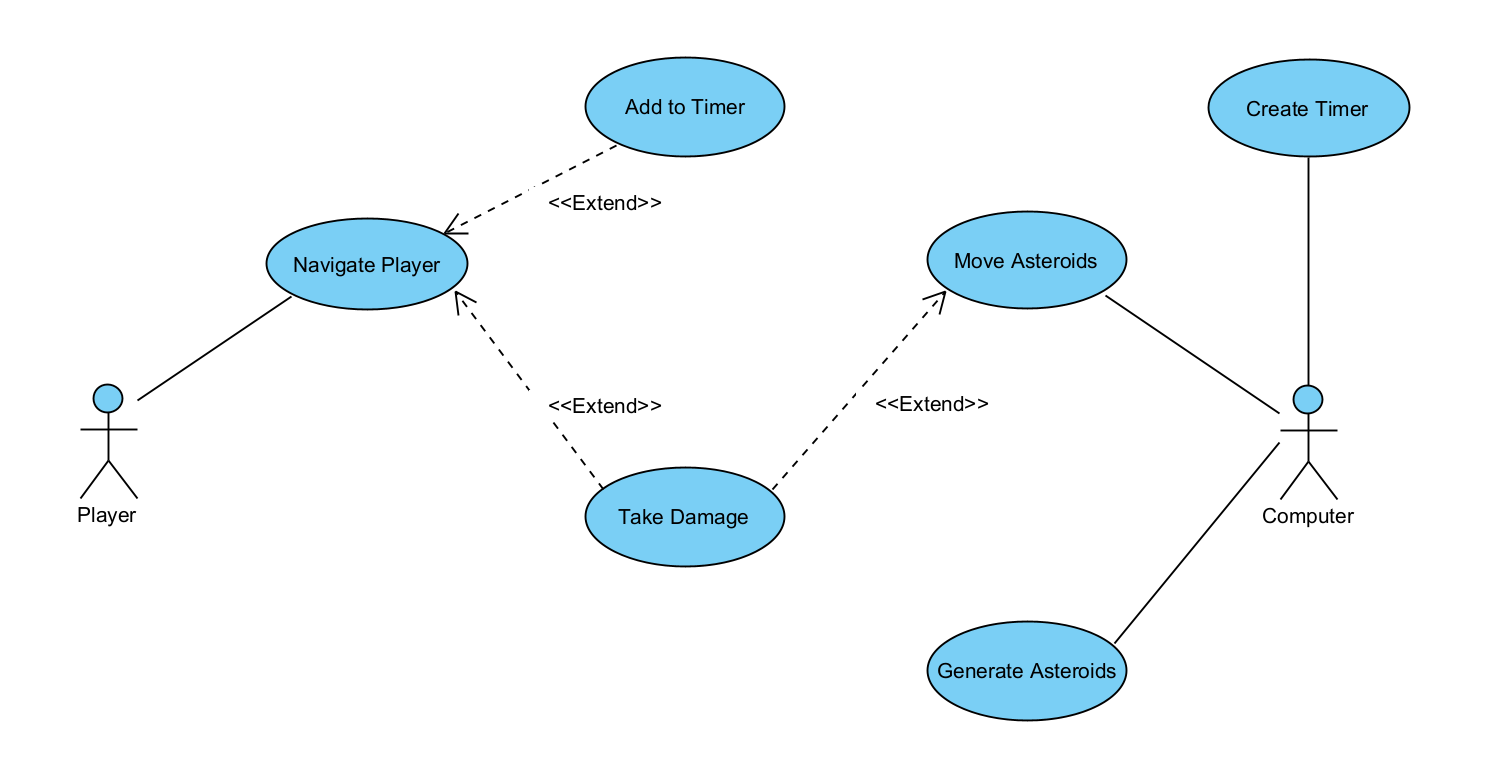 Add to Timer
Create Timer
<<Extend>>
Navigate Player
Move Asteroids
<<Extend>>
<<Extend>>
Player
Take Damage
Computer
Generate Asteroids